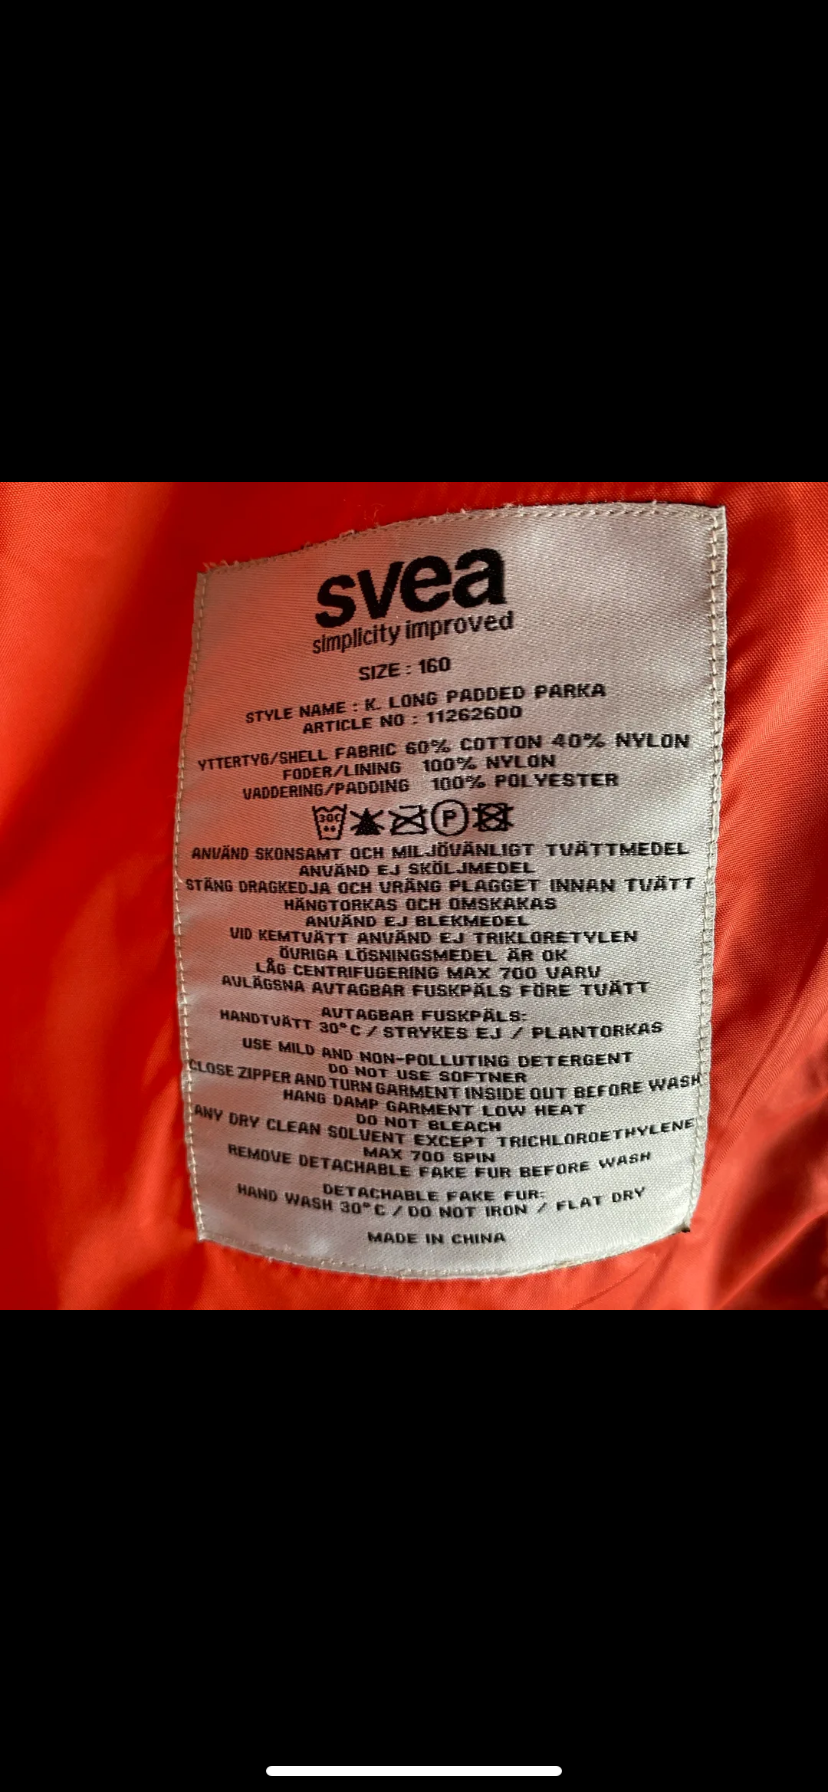 svea
simplicity improved
SIZE : 160
STYLE NAME : K. LONG PADDED PARKA
ARTICLE NO : 11262600
YTTERTYG/SHELL FABRIC 60% COTTON 40% NYLON
FODER/LINING 100% NYLON
VADDERING/PADDING 100% POLYESTER
30C P
ANVÄND SKONSAMT OCH MILJÖVÄNLIGT TVÄTTMEDEL
ANVÄND EJ SKÖLJMEDEL
STÄNG DRAGKEDJA OCH VRÄNG PLAGGET INNAN TVÄTT
HÄNGTORKAS OCH OMSKAKAS
ANVÄND EJ BLEKMEDEL
VID KEMTVÄTT ANVÄND EJ TRIKLORETYLEN
ÖVRIGA LÖSNINGSMEDEL ÄR OK
LÅG CENTRIFUGERING MAX 700 VARV
AVLÄGSNA AVTAGBAR FUSKPÄLS FÖRE TVÄTT
AVTAGBAR FUSKPÄLS:
HANDTVÄTT 30°C / STRYKES EJ / PLANTORKAS
USE MILD AND NON-POLLUTING DETERGENT
DO NOT USE SOFTNER
CLOSE ZIPPER AND TURN GARMENT INSIDE OUT BEFORE WASH
HANG DAMP GARMENT LOW HEAT
DO NOT BLEACH
ANY DRY CLEAN SOLVENT EXCEPT TRICHLOROETHYLENE
MAX 700 SPIN
REMOVE DETACHABLE FAKE FUR BEFORE WASH
DETACHABLE FAKE FUR:
HAND WASH 30°C / DO NOT IRON / FLAT DRY
MADE IN CHINA